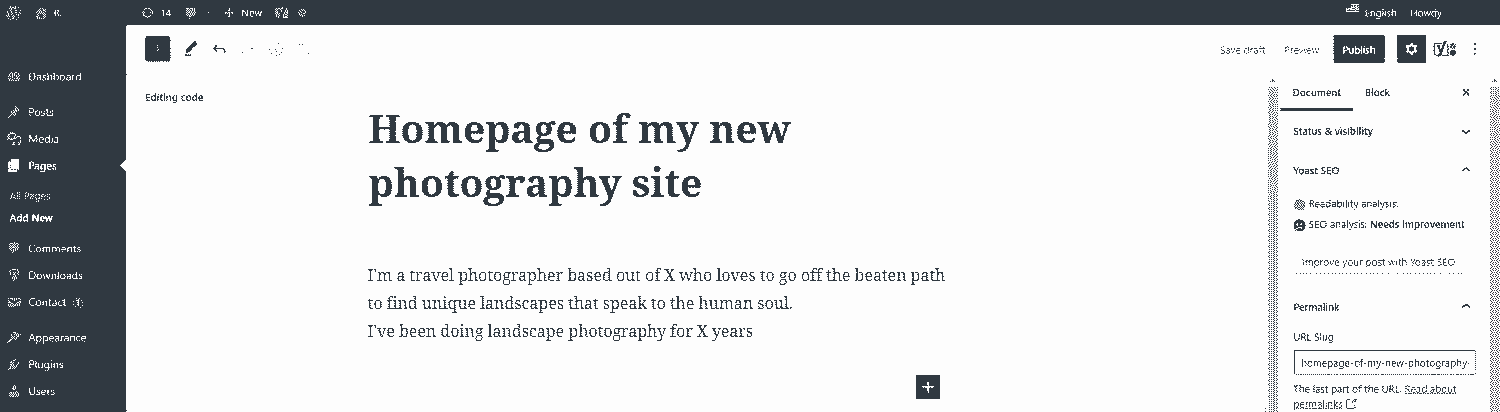 14
New
English
Howdy
Save draft
Preview
Publish
Dashboard
Posts
Media
Pages
All Pages
Add New
Comments
Downloads
Contact 1
Appearance
Plugins
Users
Editing code
Homepage of my new
photography site
I'm a travel photographer based out of X who loves to go off the beaten path
to find unique landscapes that speak to the human soul.
I've been doing landscape photography for X years
Document
Block
Status & visibility
Yoast SEO
Readability analysis:
SEO analysis: Needs Improvement
Improve your post with Yoast SEO
Permalink
URL Slug
homepage-of-my-new-photography-
The last part of the URL. Read about
permalinks